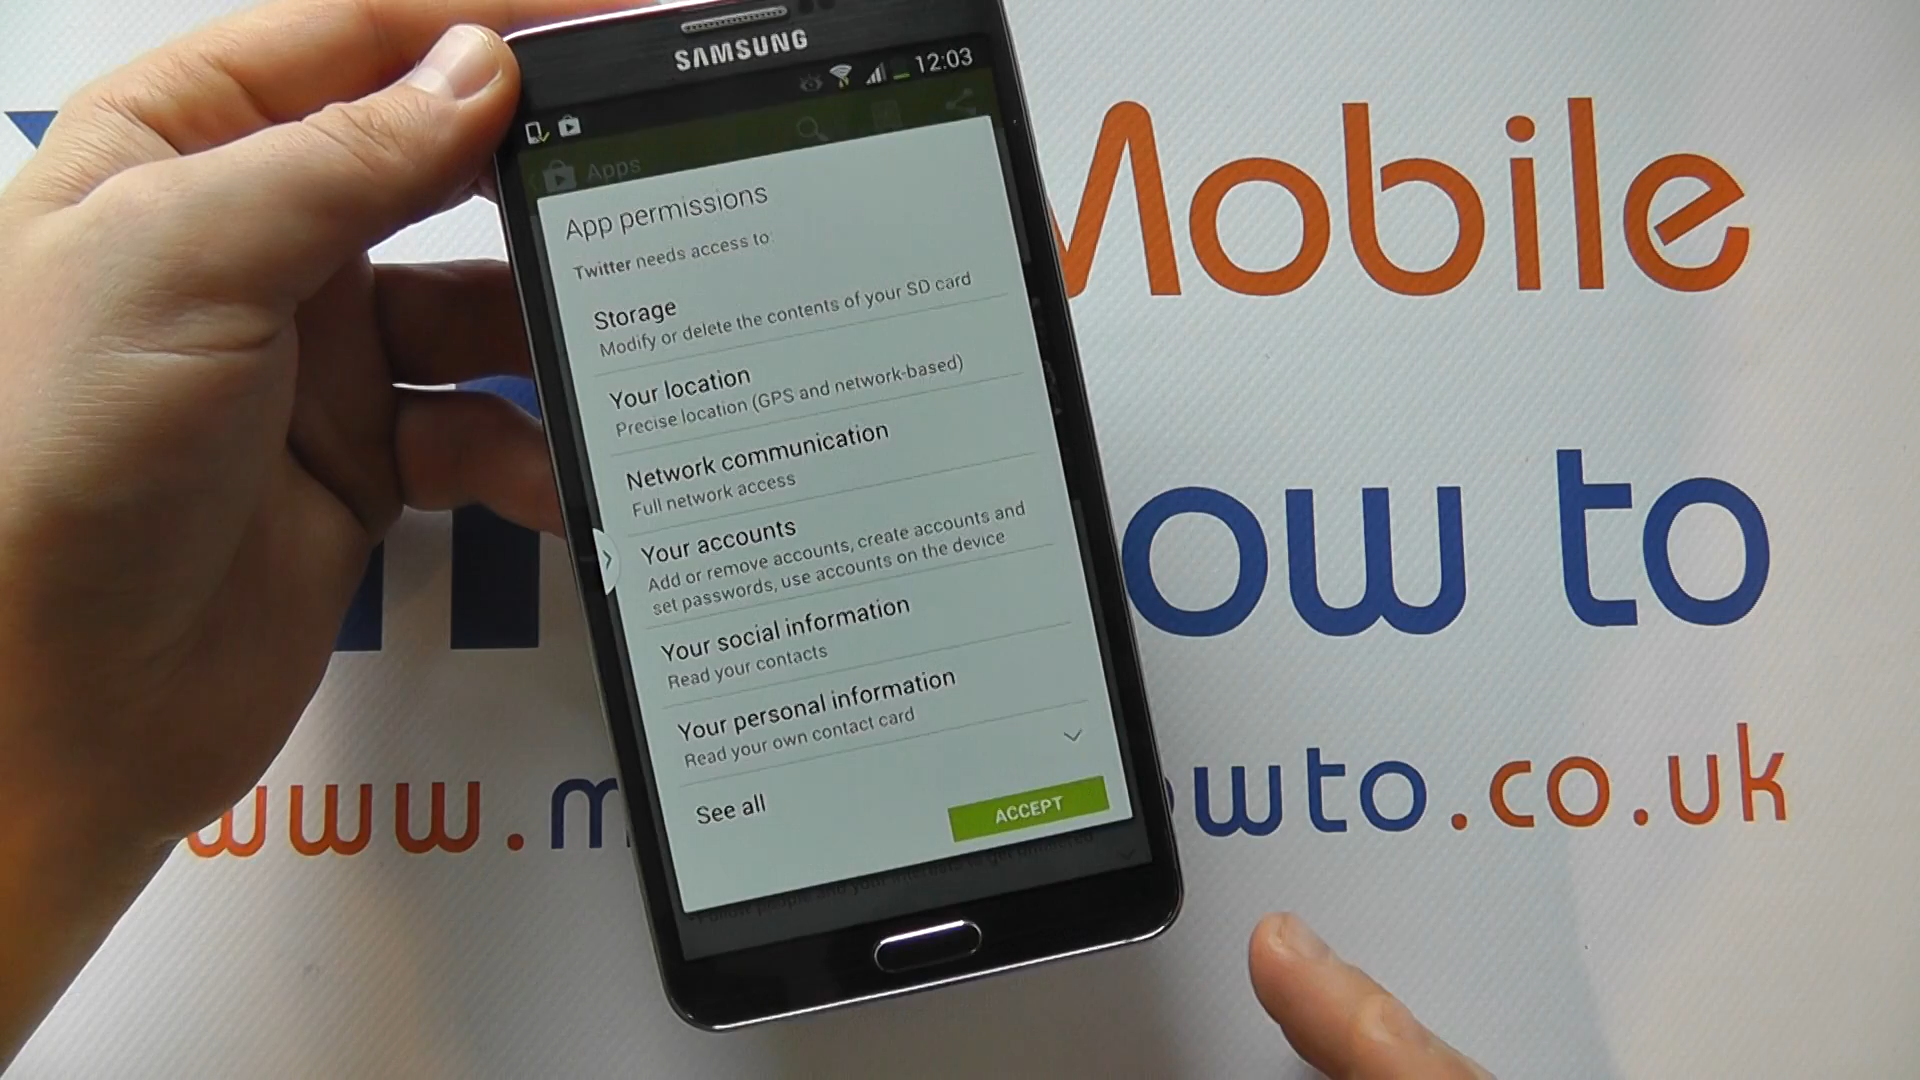 SAMSUNG
12:03
Apps
App permissions
Twitter needs access to:
Storage
Modify or delete the contents of your SD card
Your location
Precise location (GPS and network-based)
Network communication
Full network access
Your accounts
Add or remove accounts, create accounts and
set passwords, use accounts on the device
Your social information
Read your contacts
Your personal information
Read your own contact card
See all
ACCEPT
Mobile
ow to
www.m
owto.co.uk